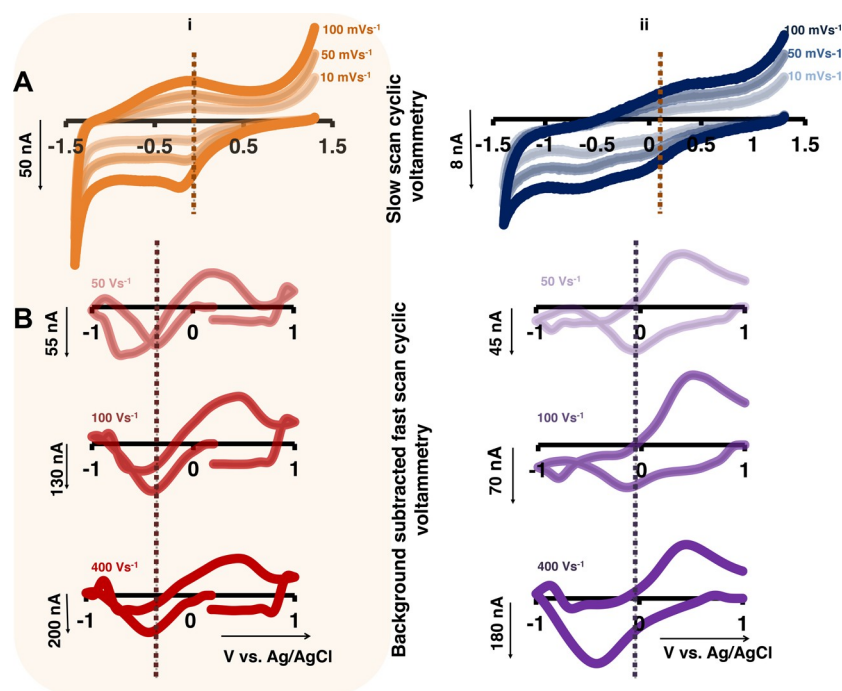 i
ii
A
100 mVs-1
50 mVs-1
10 mVs-1
-1.5
-0.5
0.5
1.5
50 nA
Slow scan cyclic
voltammetry
100 mVs-1
50 mVs-1
10 mVs-1
-1.5
-1
-0.5
0
0.5
1
1.5
8 nA
B
50 Vs-1
-1
0
1
55 nA
100 Vs-1
-1
0
1
130 nA
400 Vs-1
-1
0
1
200 nA
V vs. Ag/AgCl
Background subtracted fast scan cyclic
voltammetry
50 Vs-1
-1
0
1
45 nA
100 Vs-1
-1
0
1
70 nA
400 Vs-1
-1
0
1
180 nA
V vs. Ag/AgCl